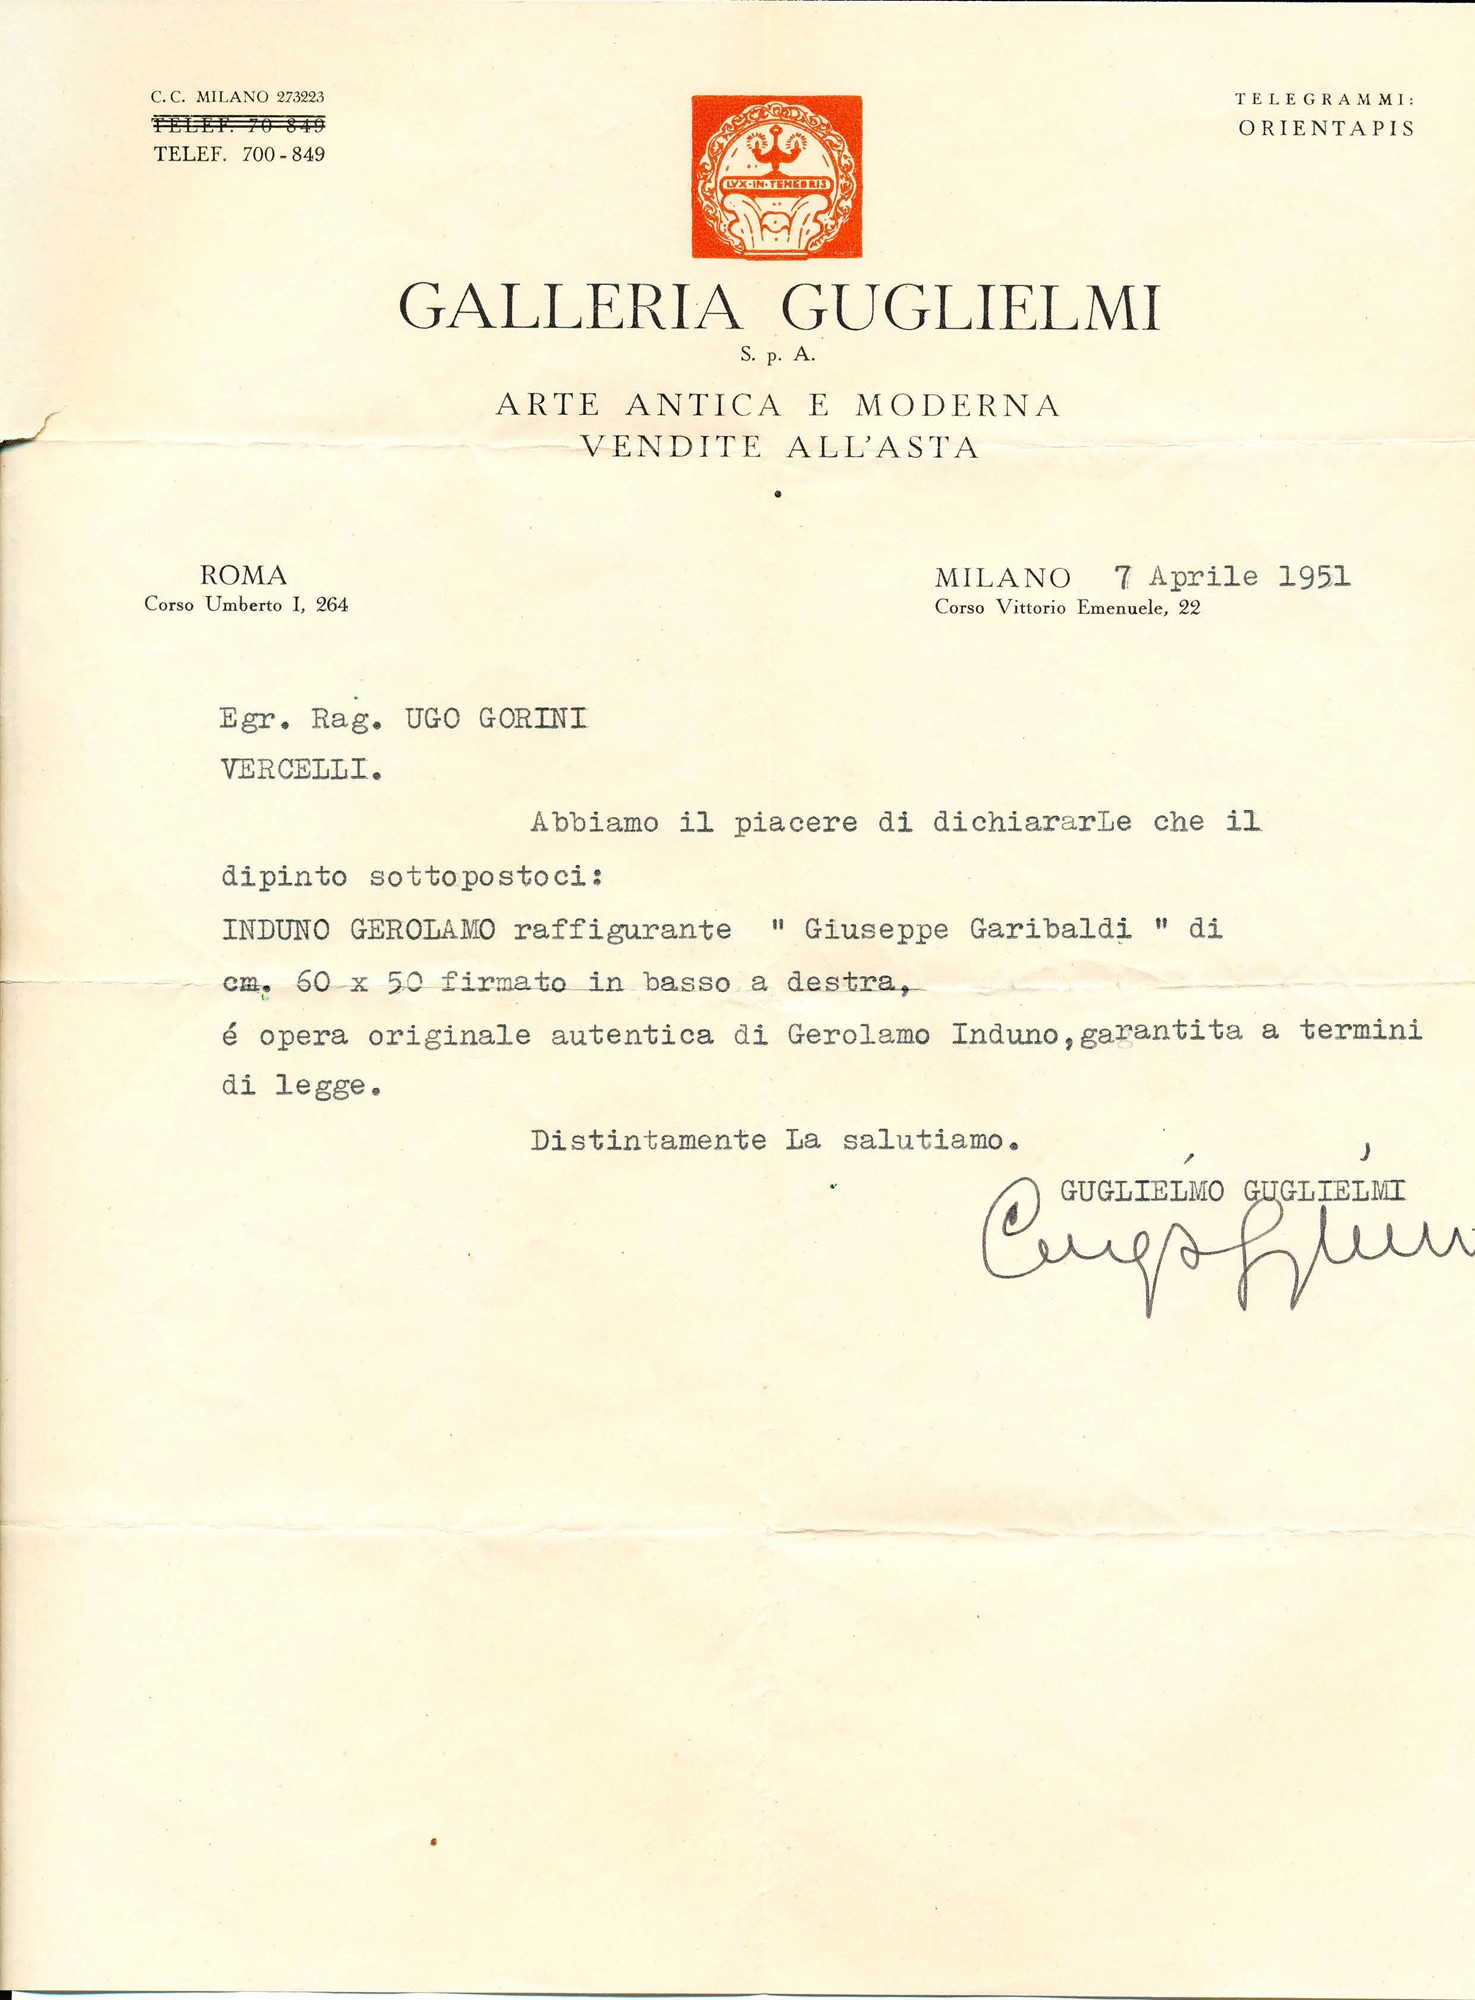 C. C. MILANO 273223
TELEF. 70-849
TELEF. 700-849
TELEGRAMMI:
ORIENTAPIS
LVX·IN·TENEBRIS
GALLERIA GUGLIELMI
S. p. A.
ARTE ANTICA E MODERNA
VENDITE ALL'ASTA
ROMA
Corso Umberto I, 264
MILANO 7 Aprile 1951
Corso Vittorio Emenuele, 22
Egr. Rag. UGO GORINI
VERCELLI.
Abbiamo il piacere di dichiararLe che il
dipinto sottopostoci:
INDUNO GEROLAMO raffigurante " Giuseppe Garibaldi " di
cm. 60 x 50 firmato in basso a destra,
é opera originale autentica di Gerolamo Induno,garantita a termini
di legge.
Distintamente La salutiamo.
GUGLIELMO GUGLIELMI